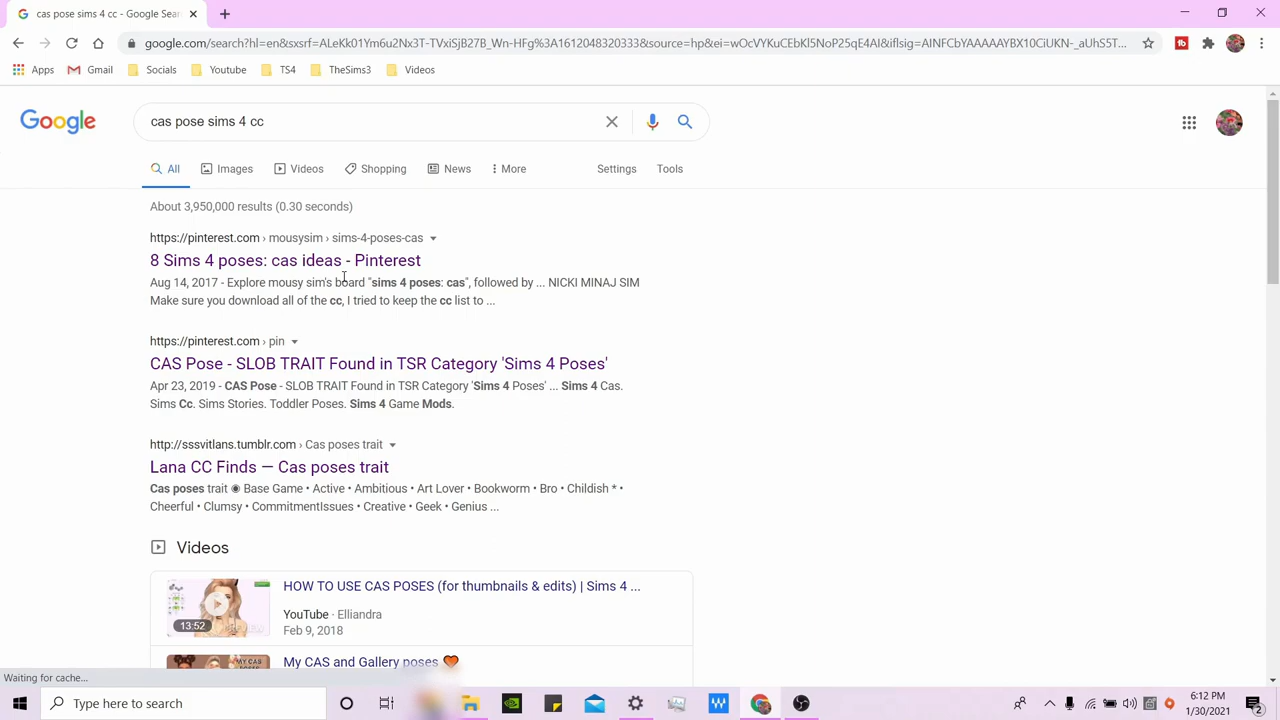 cas pose sims 4 cc - Google Sear
google.com/search?hl=en&sxsrf=ALeKk01Ym6u2Nx3T-TVxiSjB27B_Wn-HFg%3A1612048320333&source=hp&ei=wOcVYKuCEbKl5NoP25qE4AI&iflsig=AINFCbYAAAAAYBX10CiUKN-_aUhS5T...
Apps Gmail Socials Youtube TS4 TheSims3 Videos
Google
cas pose sims 4 cc
All Images Videos Shopping News More Settings Tools
About 3,950,000 results (0.30 seconds)
https://pinterest.com › mousysim › sims-4-poses-cas
8 Sims 4 poses: cas ideas - Pinterest
Aug 14, 2017 - Explore mousy sim's board "sims 4 poses: cas", followed by ... NICKI MINAJ SIM
Make sure you download all of the cc, I tried to keep the cc list to ...
https://pinterest.com › pin
CAS Pose - SLOB TRAIT Found in TSR Category 'Sims 4 Poses'
Apr 23, 2019 - CAS Pose - SLOB TRAIT Found in TSR Category 'Sims 4 Poses' ... Sims 4 Cas.
Sims Cc. Sims Stories. Toddler Poses. Sims 4 Game Mods.
http://sssvitlans.tumblr.com › Cas poses trait
Lana CC Finds — Cas poses trait
Cas poses trait ◉ Base Game • Active • Ambitious • Art Lover • Bookworm • Bro • Childish * •
Cheerful • Clumsy • CommitmentIssues • Creative • Geek • Genius ...
Videos
HOW TO USE CAS POSES (for thumbnails & edits) | Sims 4 ...
YouTube · Elliandra
13:52
Feb 9, 2018
My CAS and Gallery poses 🧡
MY CAS
Waiting for cache...
Type here to search
6:12 PM
1/30/2021
2